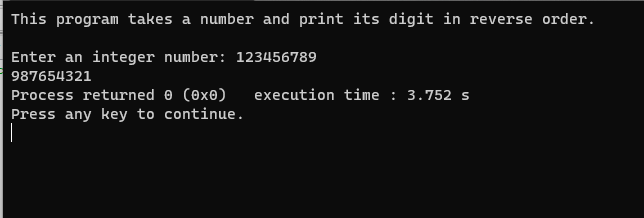 This program takes a number and print its digit in reverse order.
Enter an integer number: 123456789
987654321
Process returned 0 (0x0)   execution time : 3.752 s
Press any key to continue.